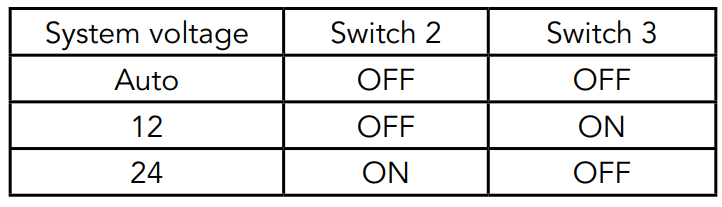 System voltage Switch 2 Switch 3
Auto OFF OFF
12 OFF ON
24 ON OFF